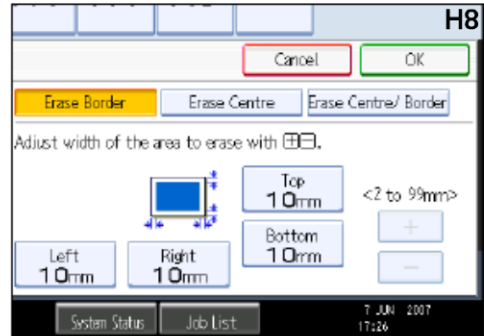 H8
Cancel OK
Erase Border Erase Centre Erase Centre/ Border
Adjust width of the area to erase with ⊞⊟.
Top
10mm
<2 to 99mm>
+
Bottom
10mm
−
Left
10mm
Right
10mm
System Status Job List
7 JUN 2007
17:26